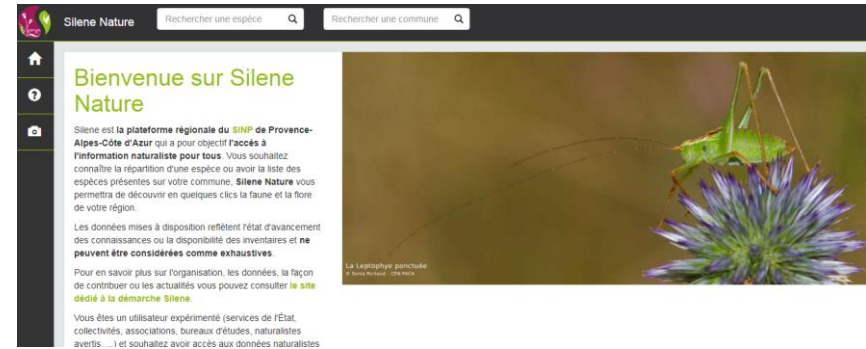 Silene Nature
Rechercher une espèce
Rechercher une commune
Bienvenue sur Silene
Nature
Silene est la plateforme régionale du SINP de Provence-
Alpes-Côte d'Azur qui a pour objectif l'accès à
l'information naturaliste pour tous. Vous souhaitez
connaître la répartition d'une espèce ou avoir la liste des
espèces présentes sur votre commune, Silene Nature vous
permettra de découvrir en quelques clics la faune et la flore
de votre région.
Les données mises à disposition reflètent l'état d'avancement
des connaissances ou la disponibilité des inventaires et ne
peuvent être considérées comme exhaustives.
Pour en savoir plus sur l'organisation, les données, la façon
de contribuer ou les actualités vous pouvez consulter le site
dédié à la démarche Silene.
Vous êtes un utilisateur expérimenté (services de l'État,
collectivités, associations, bureaux d'études, naturalistes
avertis, ...) et souhaitez avoir accès aux données naturalistes
La Leptophye ponctuée
© Sonia Richaud - CEN PACA